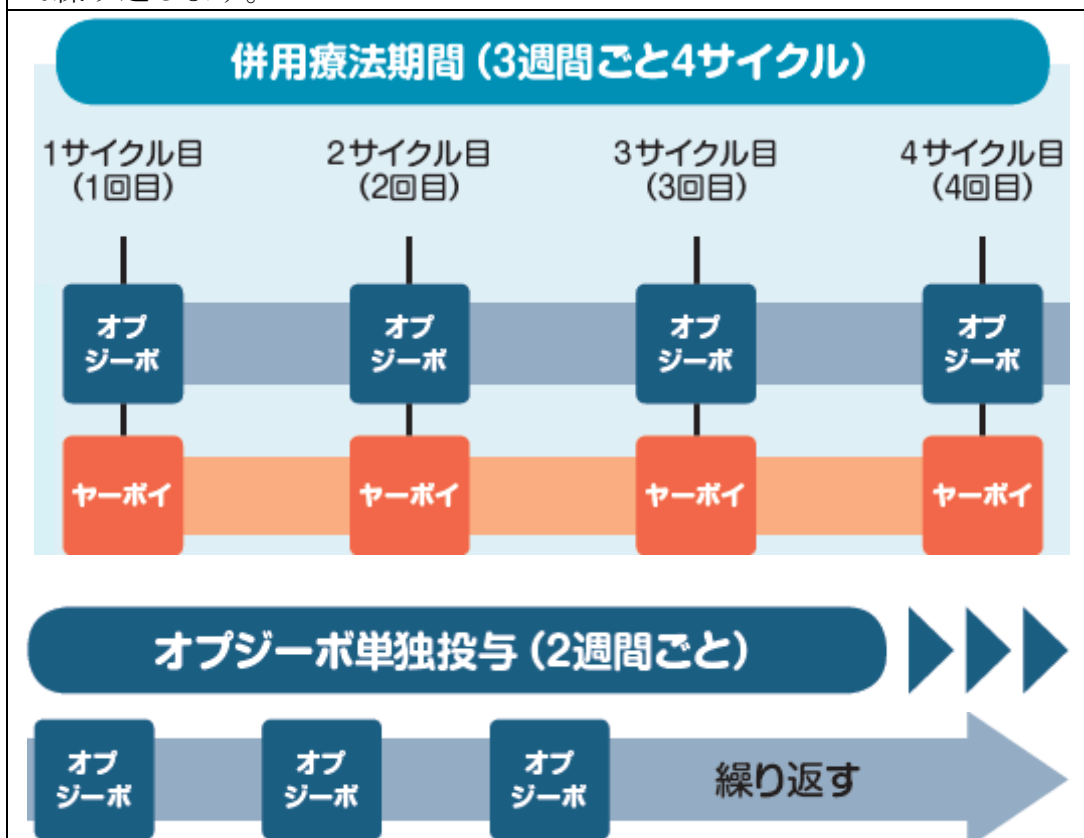 併用療法期間（3週間ごと4サイクル）
1サイクル目
（1回目）
2サイクル目
（2回目）
3サイクル目
（3回目）
4サイクル目
（4回目）
オプ
ジーボ
オプ
ジーボ
オプ
ジーボ
オプ
ジーボ
ヤーボイ
ヤーボイ
ヤーボイ
ヤーボイ
オプジーボ単独投与（2週間ごと）
オプ
ジーボ
オプ
ジーボ
オプ
ジーボ
繰り返す